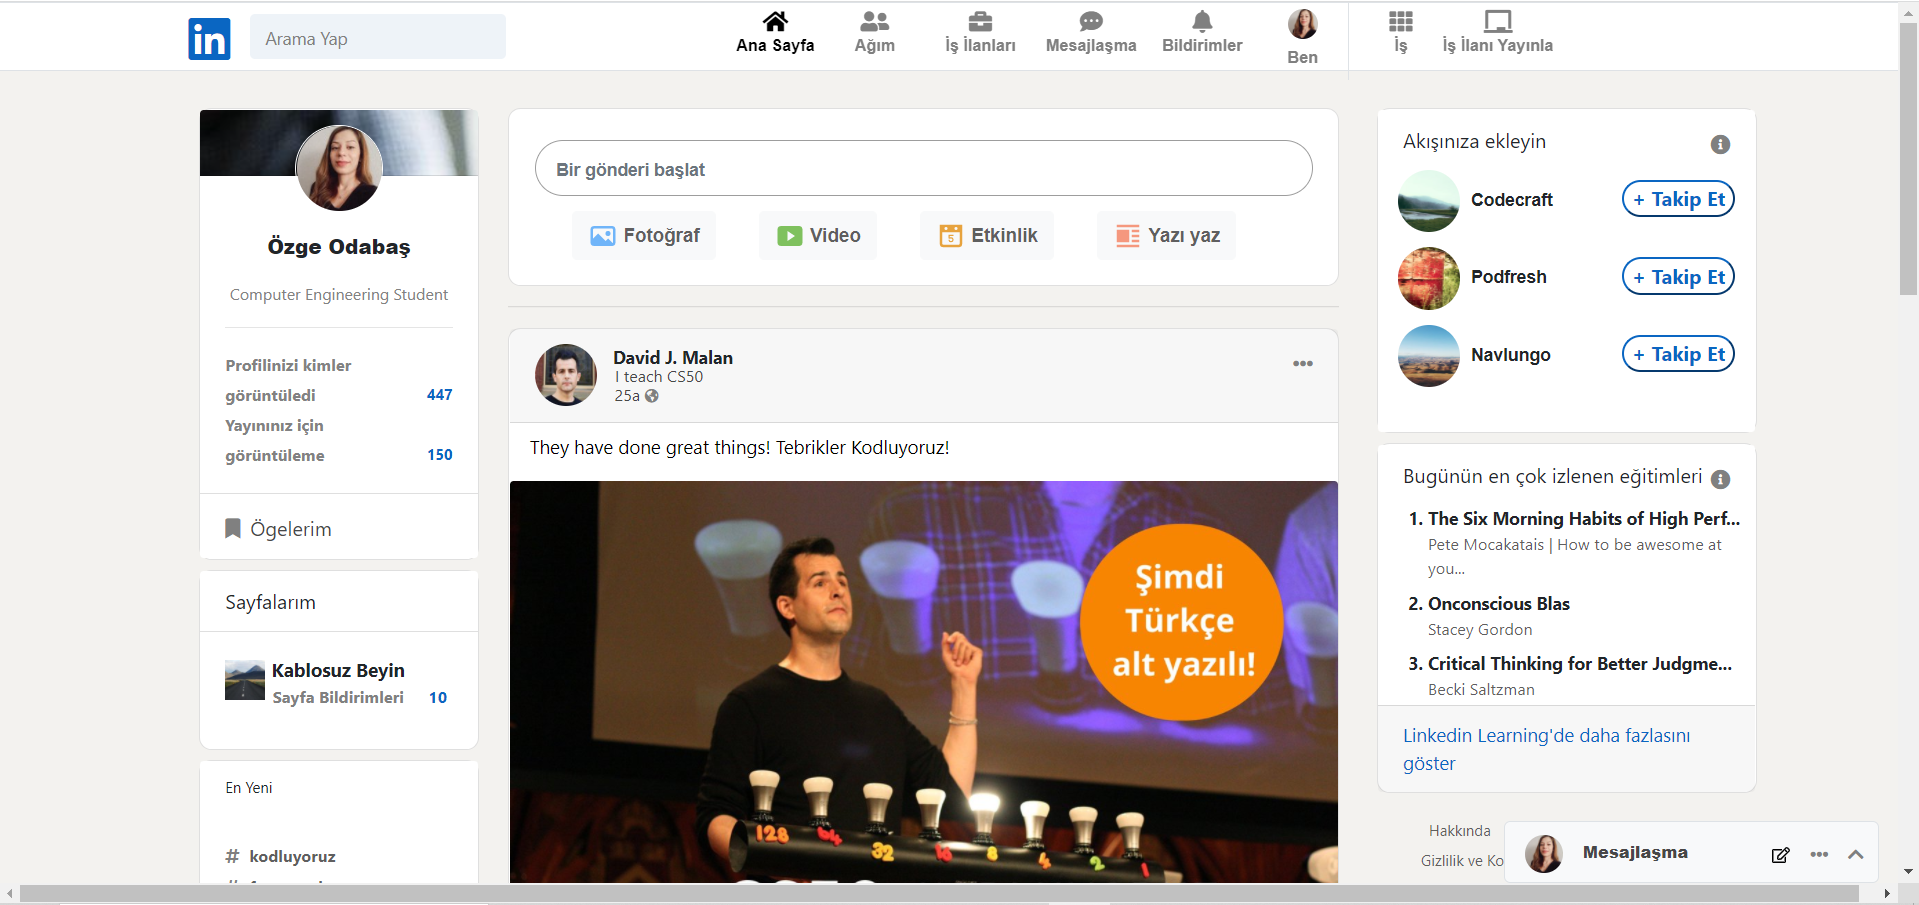 in
Arama Yap
Ana Sayfa
Ağım
İş İlanları
Mesajlaşma
Bildirimler
Ben
İş
İş İlanı Yayınla
Özge Odabaş
Computer Engineering Student
Profilinizi kimler
görüntüledi 447
Yayınınız için
görüntüleme 150
Ögelerim
Sayfalarım
Kablosuz Beyin
Sayfa Bildirimleri 10
En Yeni
# kodluyoruz
Bir gönderi başlat
Fotoğraf
Video
5
Etkinlik
Yazı yaz
David J. Malan
I teach CS50
25a
They have done great things! Tebrikler Kodluyoruz!
Şimdi
Türkçe
alt yazılı!
128 64 32 16 8 4 2 1
Akışınıza ekleyin
Codecraft
+ Takip Et
Podfresh
+ Takip Et
Navlungo
+ Takip Et
Bugünün en çok izlenen eğitimleri
1. The Six Morning Habits of High Perf...
Pete Mocakatais | How to be awesome at
you...
2. Onconscious Blas
Stacey Gordon
3. Critical Thinking for Better Judgme...
Becki Saltzman
Linkedin Learning'de daha fazlasını
göster
Hakkında
Gizlilik ve Ko
Mesajlaşma